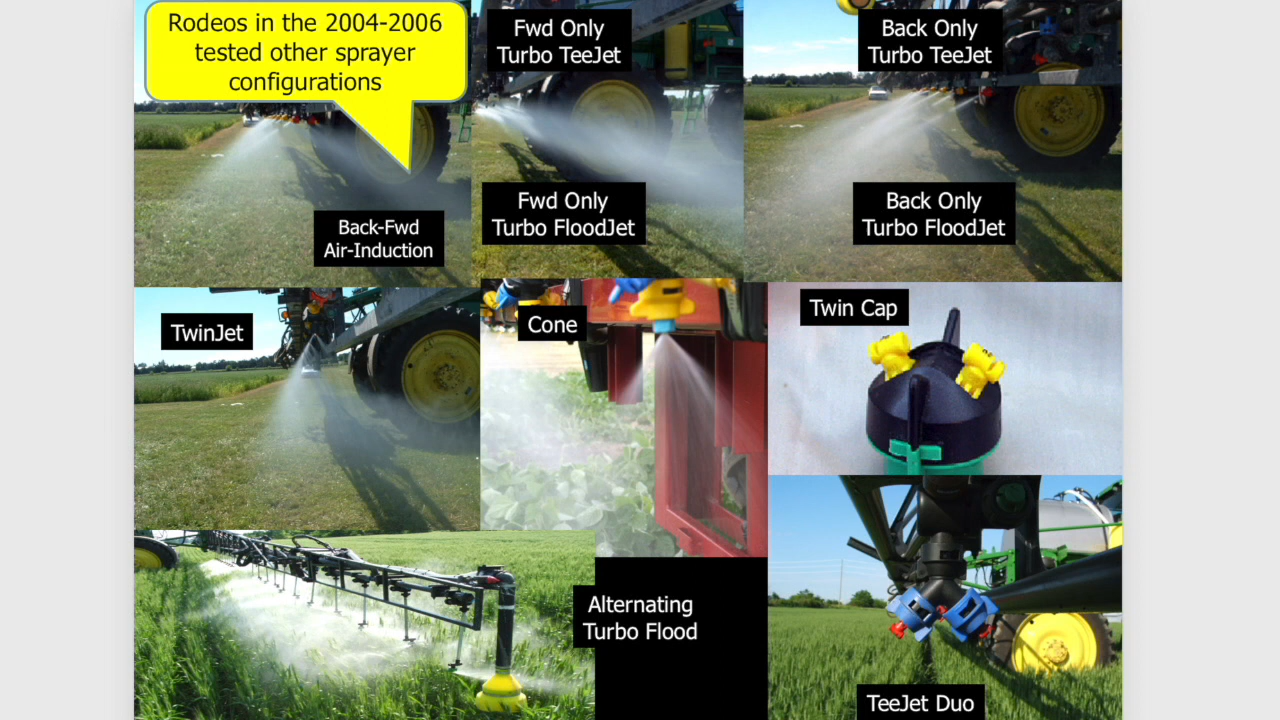 Rodeos in the 2004-2006
tested other sprayer
configurations
Fwd Only
Turbo TeeJet
Back Only
Turbo TeeJet
Back-Fwd
Air-Induction
Fwd Only
Turbo FloodJet
Back Only
Turbo FloodJet
TwinJet
Cone
Twin Cap
Alternating
Turbo Flood
TeeJet Duo